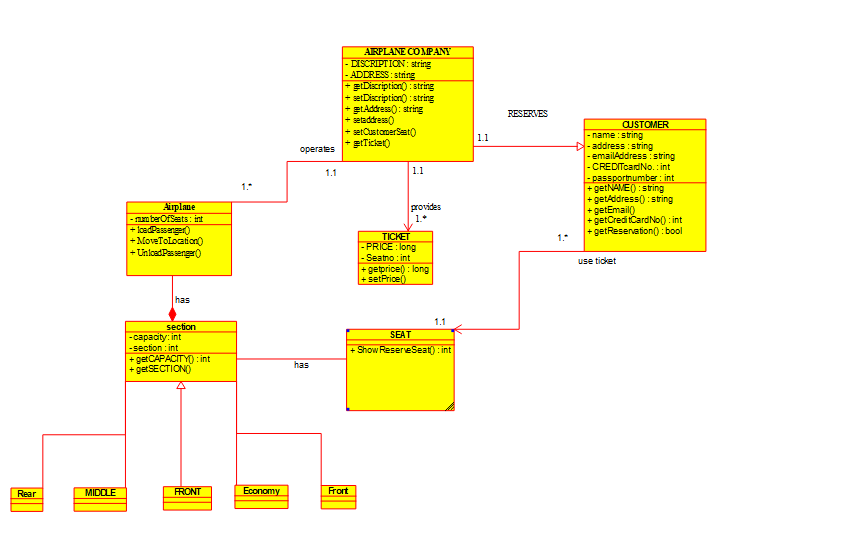 AIRPLANE COMPANY
- DISCRIPTION : string
- ADDRESS : string
+ getDiscription() : string
+ setDiscription() : string
+ getAddress() : string
+ setaddress()
+ setCustomerSeat()
+ getTicket()
RESERVES
1.1
CUSTOMER
- name : string
- address : string
- emailAddress : string
- CREDITcardNo. : int
- passportnumber : int
+ getNAME() : string
+ getAddress() : string
+ getEmail()
+ getCreditCardNo() : int
+ getReservation() : bool
operates
1.1
1.1
1.*
provides
1.*
Airplane
- numberOfSeats : int
+ loadPassenger()
+ MoveToLocation()
+ UnloadPassenger()
TICKET
- PRICE : long
- Seatno : int
+ getprice() : long
+ setPrice()
1.*
use ticket
has
1.1
section
- capacity : int
- section : int
+ getCAPACITY() : int
+ getSECTION()
has
SEAT
+ ShowReserveSeat() : int
Rear
MIDDLE
FRONT
Economy
Front